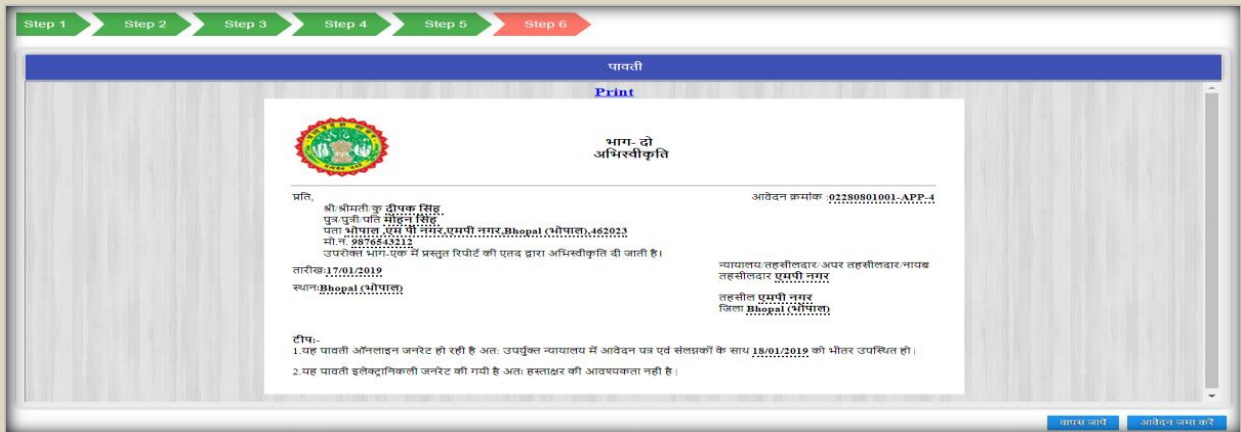 Step 1 Step 2 Step 3 Step 4 Step 5 Step 6
पावती
Print
भाग- दो
अभिस्वीकृति
प्रति,
आवेदन क्रमांक :02280801001-APP-4
श्री/श्रीमती/कु दीपक सिंह
पुत्र/पुत्री/पति मोहन सिंह
पता भोपाल ,एम पी नगर,एमपी नगर,Bhopal (भोपाल),462023
मो.न. 9876543212
उपरोक्त भाग-एक में प्रस्तुत रिपोर्ट की एतद द्वारा अभिस्वीकृति दी जाती है।
तारीख:17/01/2019
न्यायालय/तहसीलदार/अपर तहसीलदार/नायब
तहसीलदार एमपी नगर
स्थान:Bhopal (भोपाल)
तहसील एमपी नगर
जिला Bhopal (भोपाल)
टीप:-
1.यह पावती ऑनलाइन जनरेट हो रही है अत: उपर्युक्त न्यायालय में आवेदन पत्र एवं संलग्नकों के साथ 18/01/2019 को भीतर उपस्थित हो|
2.यह पावती इलेक्ट्रानिकली जनरेट की गयी है अतः हस्ताक्षर की आवश्यकता नही है|
वापस जायें आवेदन जमा करें